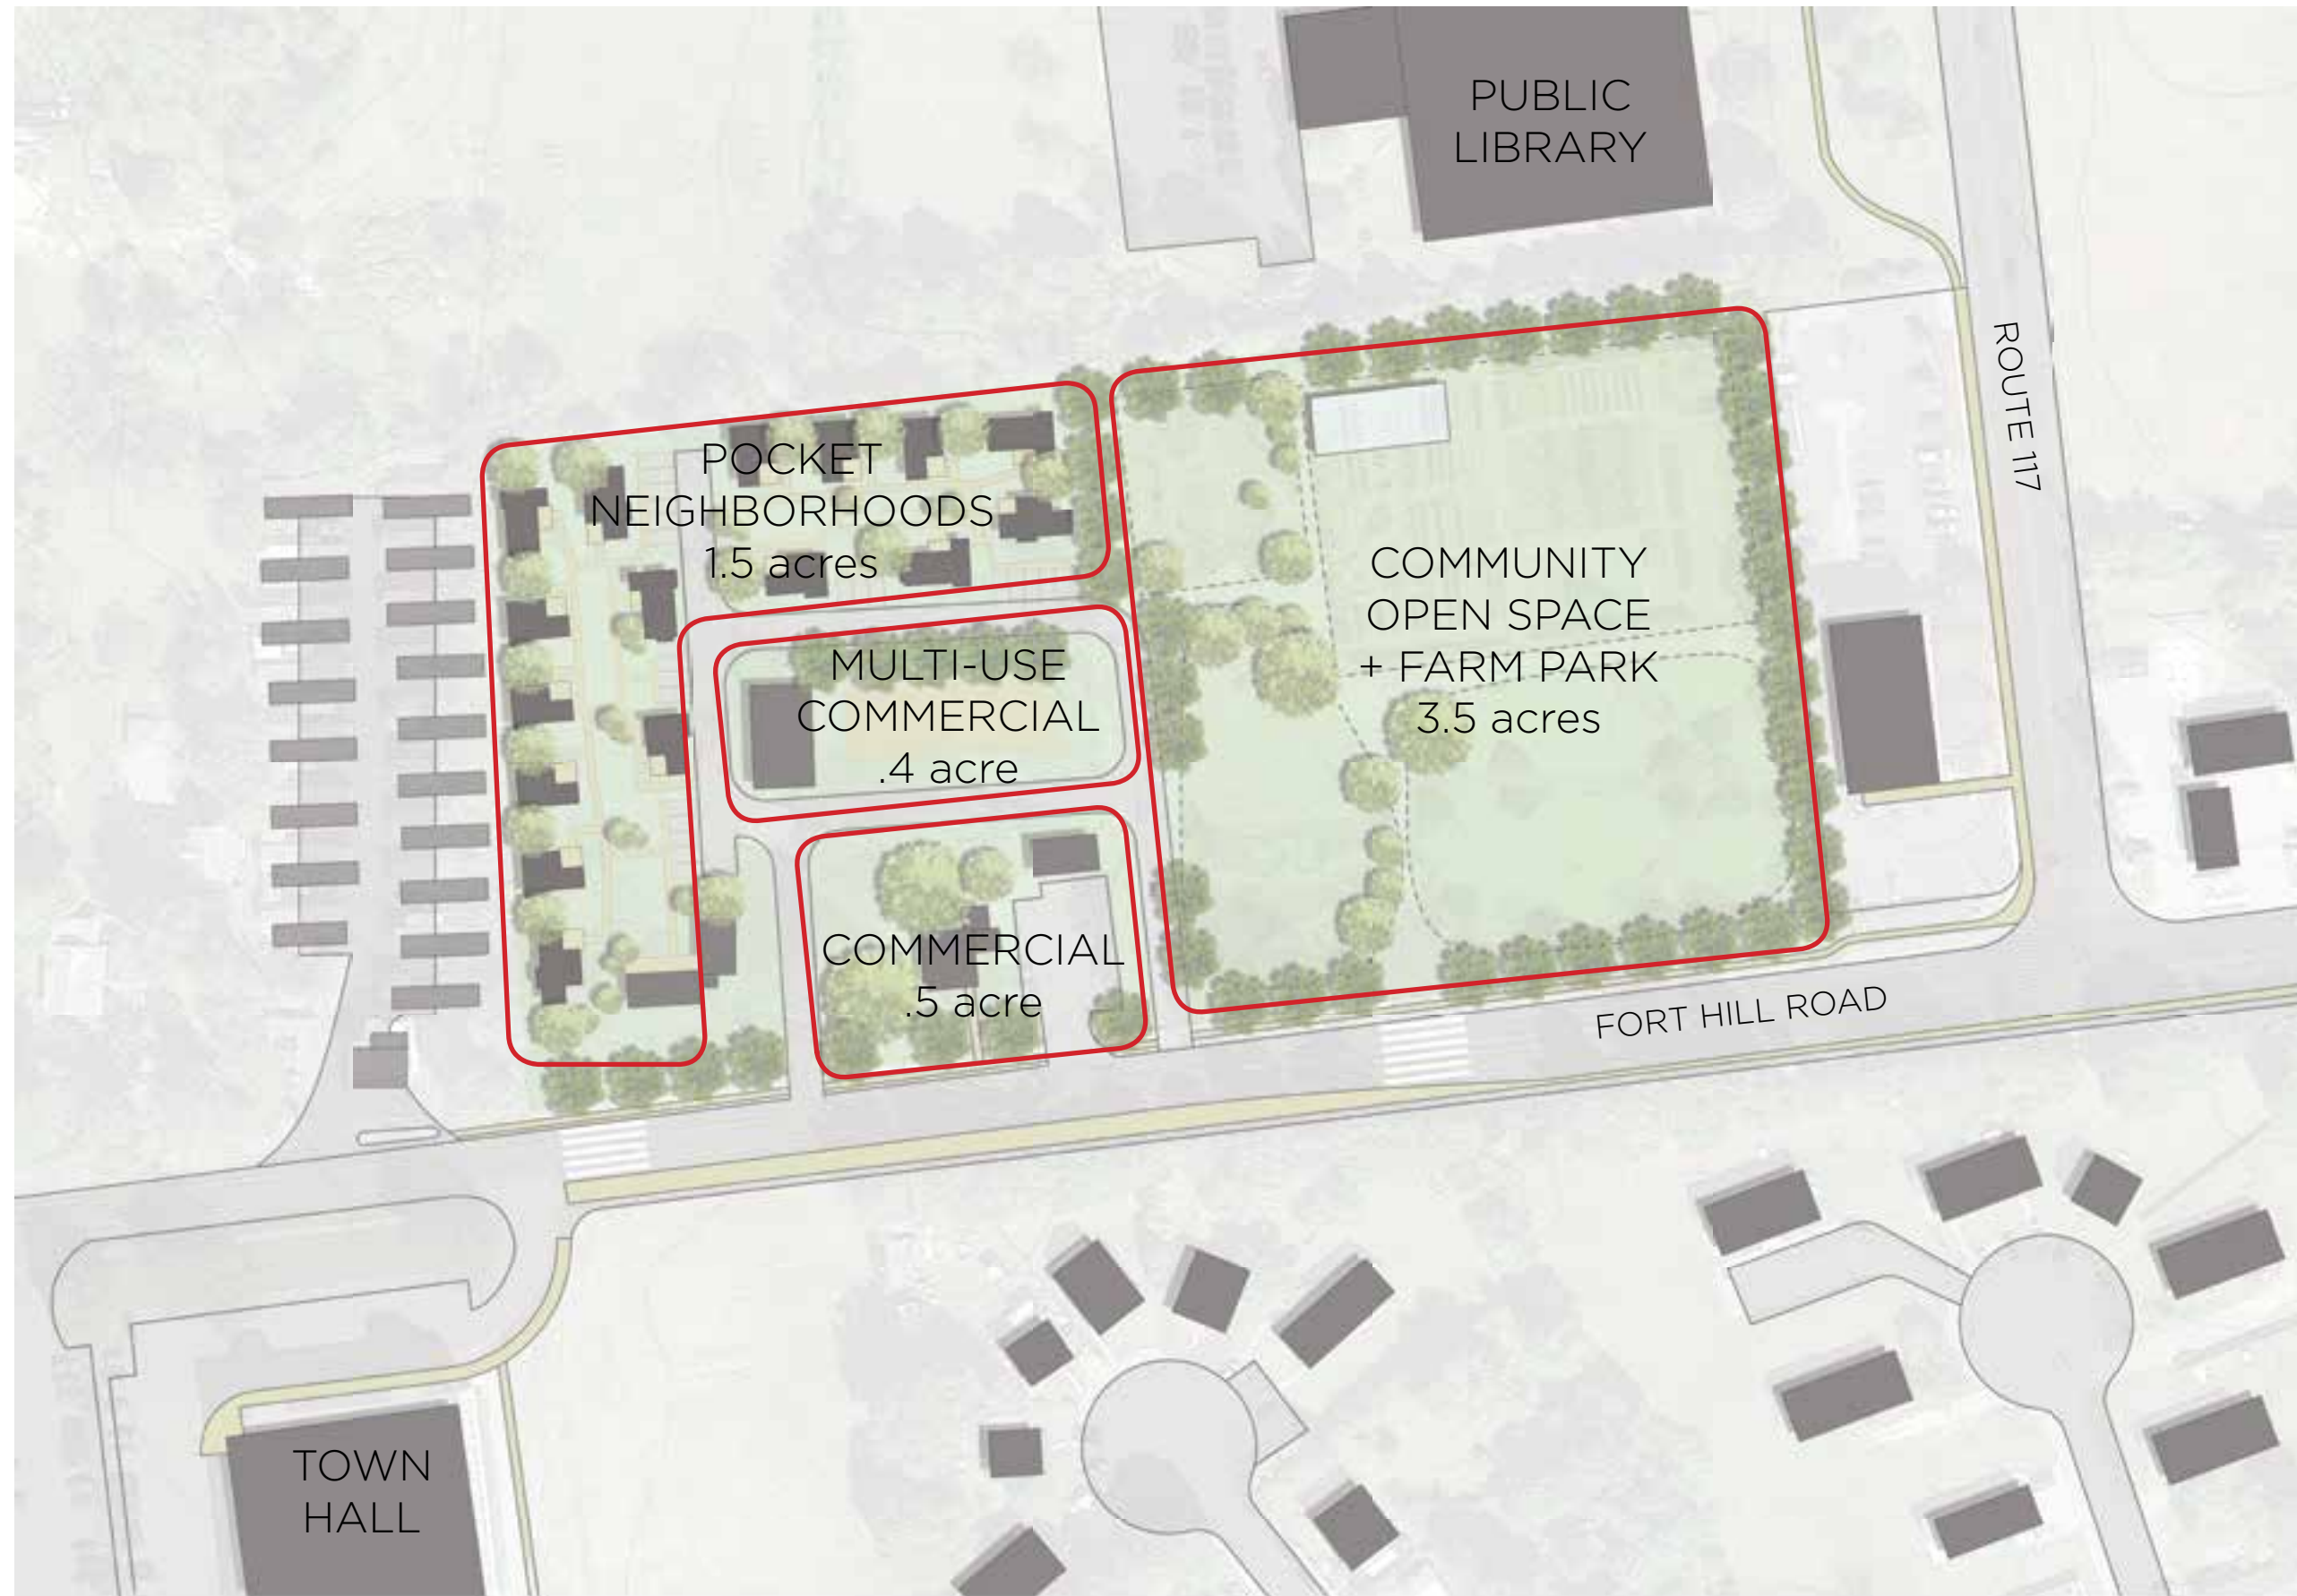 PUBLIC
LIBRARY
ROUTE 117
POCKET
NEIGHBORHOODS
1.5 acres
MULTI-USE
COMMERCIAL
.4 acre
COMMUNITY
OPEN SPACE
+ FARM PARK
3.5 acres
COMMERCIAL
.5 acre
FORT HILL ROAD
TOWN
HALL